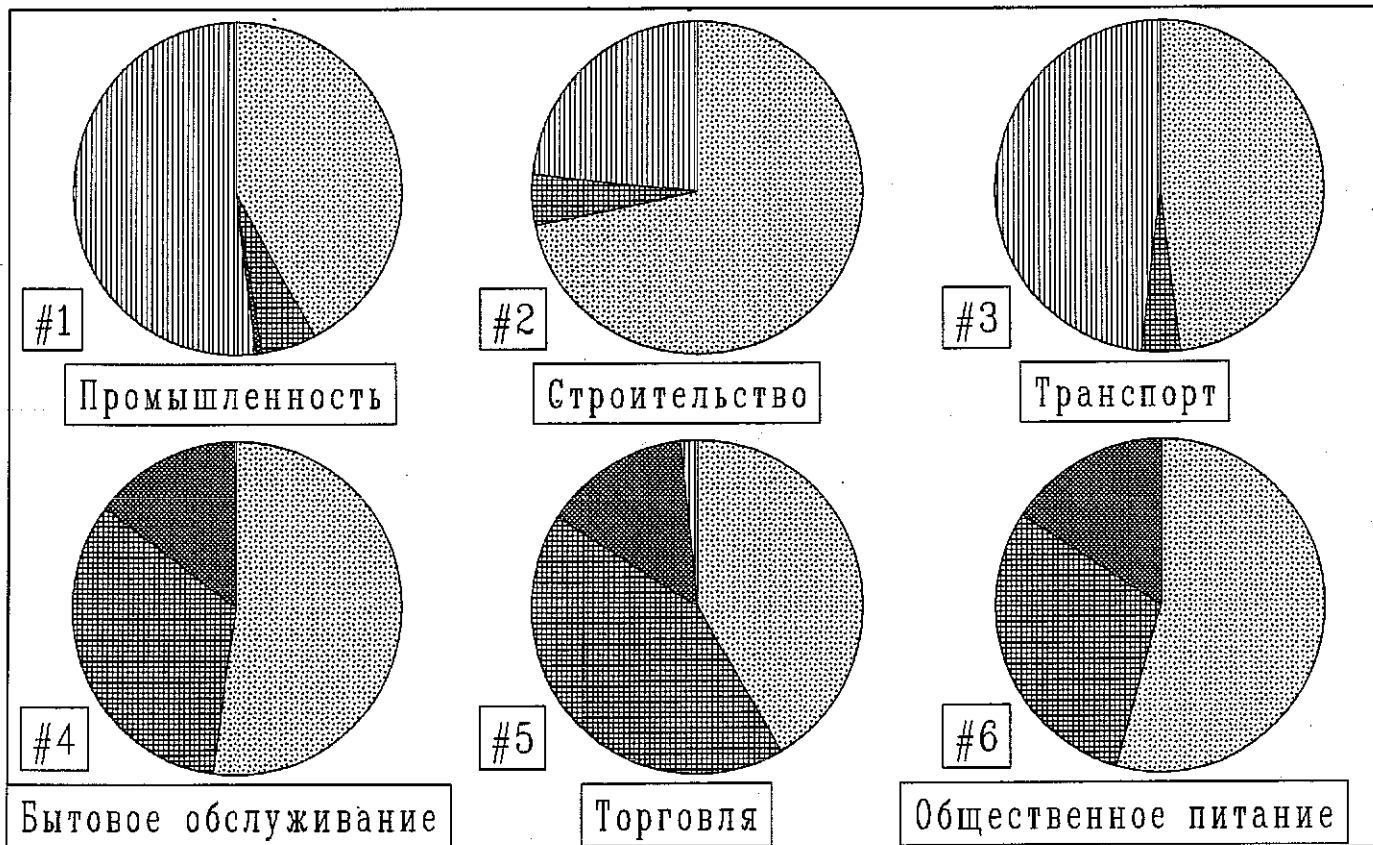 #1
Промышленность
#2
Строительство
#3
Транспорт
#4
Бытовое обслуживание
#5
Торговля
#6
Общественное питание